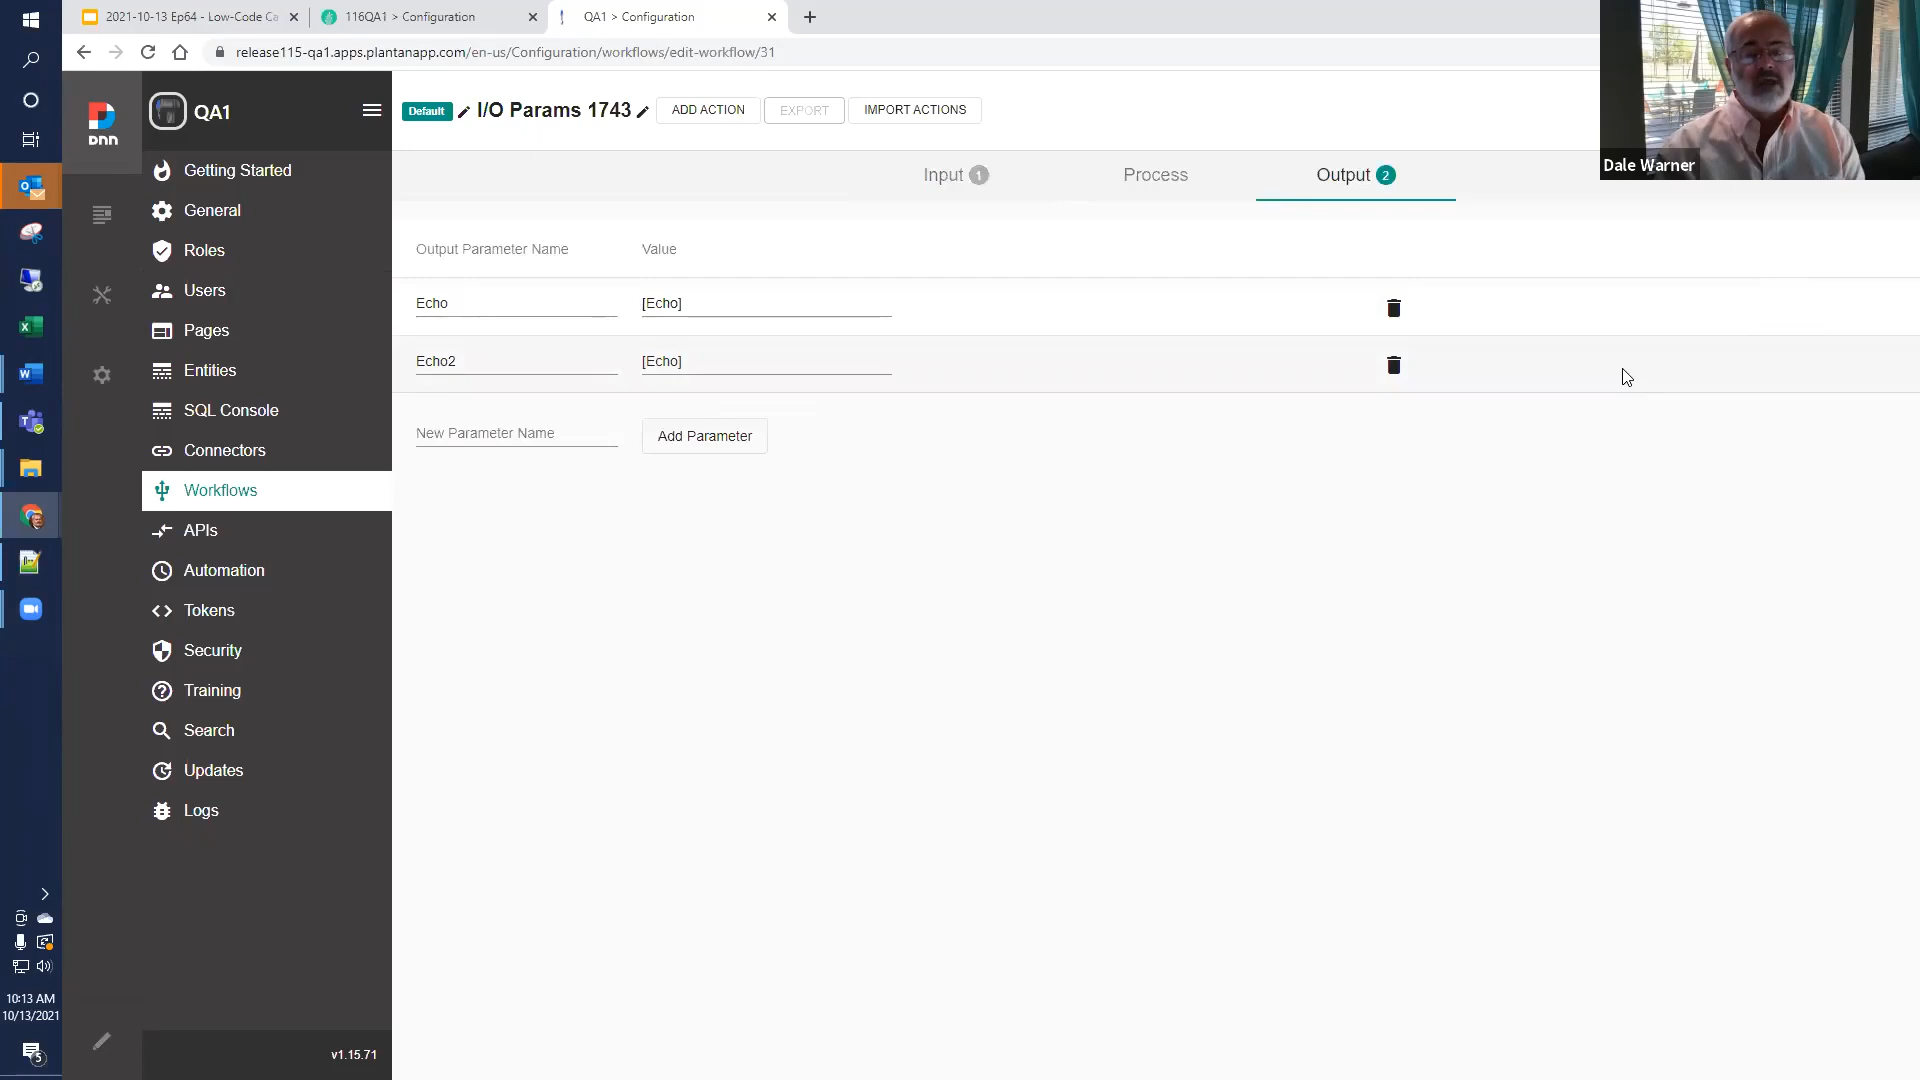 2021-10-13 Ep64 - Low-Code Ca
116QA1 > Configuration
QA1 > Configuration
release115-qa1.apps.plantanapp.com/en-us/Configuration/workflows/edit-workflow/31
Dale Warner
Dnn
QA1
Getting Started
General
Roles
Users
Pages
Entities
SQL Console
Connectors
Workflows
APIs
Automation
Tokens
Security
Training
Search
Updates
Logs
v1.15.71
Default
I/O Params 1743
ADD ACTION
EXPORT
IMPORT ACTIONS
Input 1
Process
Output 2
Output Parameter Name
Value
Echo
[Echo]
Echo2
[Echo]
New Parameter Name
Add Parameter
10:13 AM
10/13/2021
5